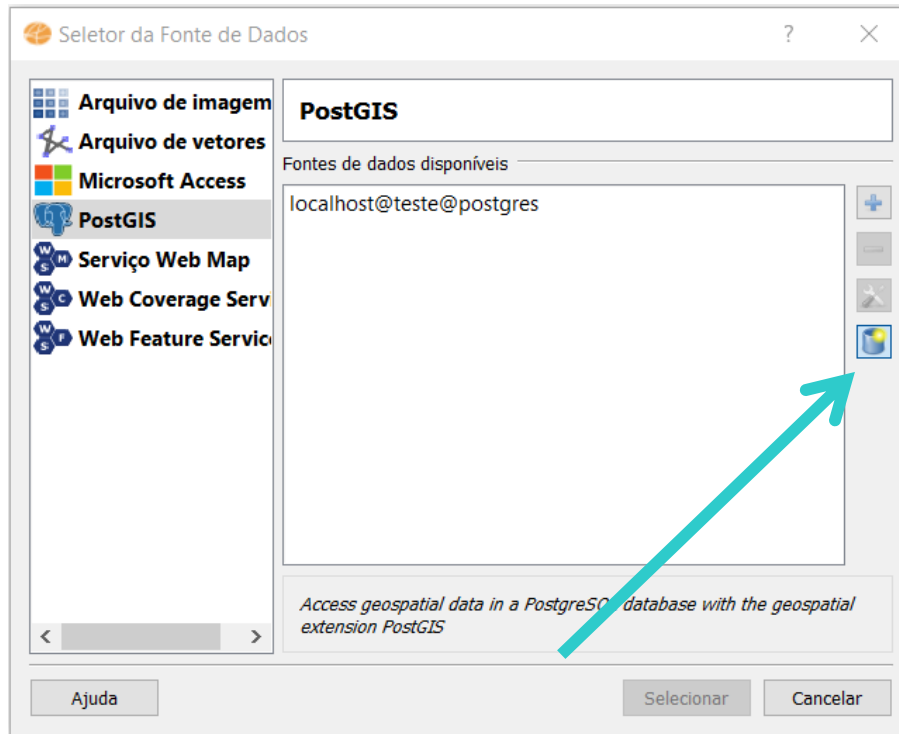 Seletor da Fonte de Dados
?
Arquivo de imagem
Arquivo de vetores
Microsoft Access
PostGIS
Serviço Web Map
Web Coverage Servi
Web Feature Servic
PostGIS
Fontes de dados disponíveis
localhost@teste@postgres
Access geospatial data in a PostgreSQL database with the geospatial
extension PostGIS
Ajuda
Selecionar
Cancelar